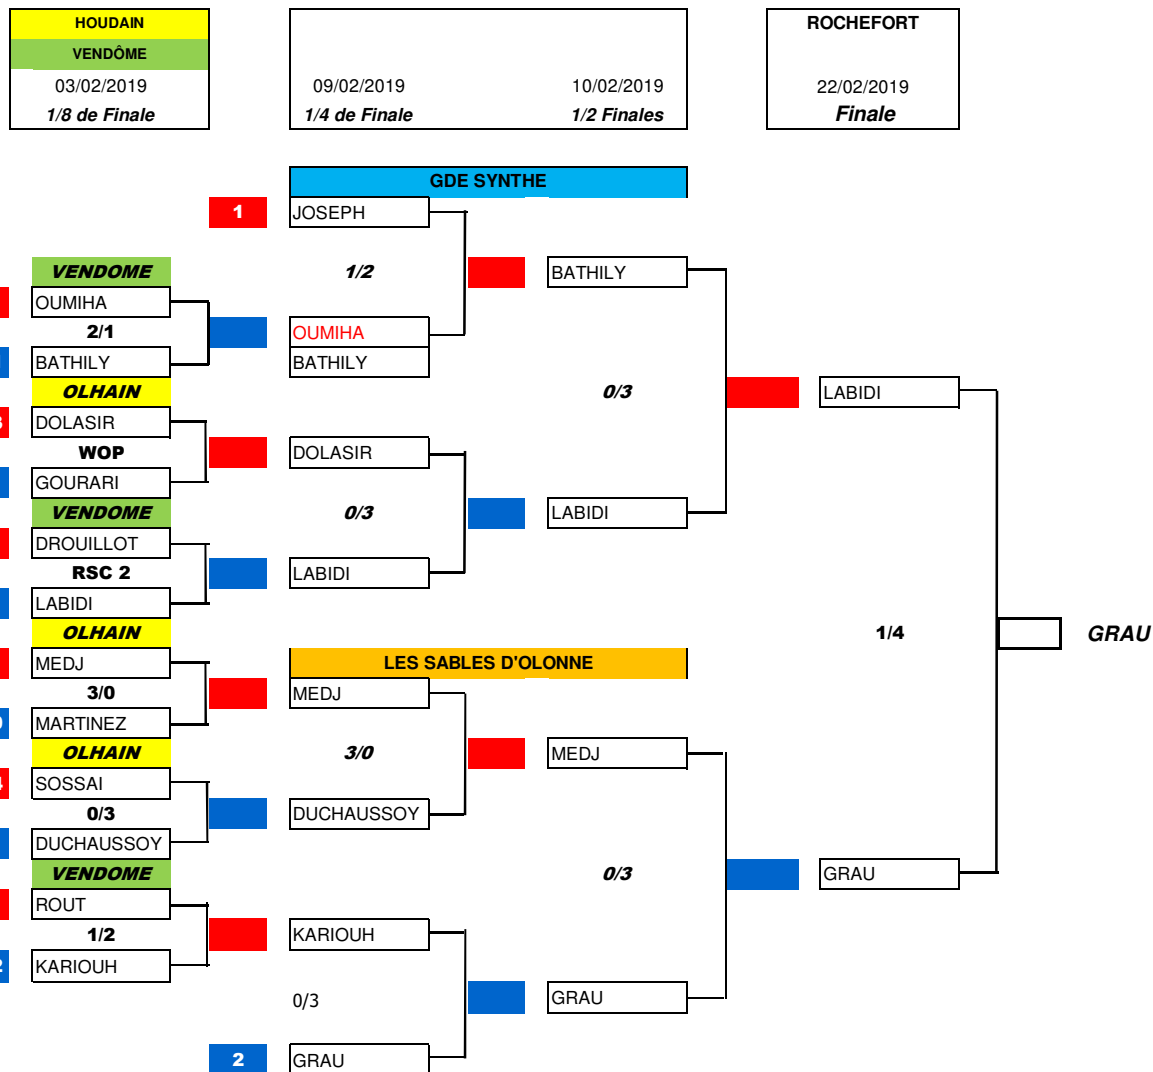 HOUDAIN
VENDÔME
03/02/2019
1/8 de Finale
09/02/2019 10/02/2019
1/4 de Finale 1/2 Finales
ROCHEFORT
22/02/2019
Finale
GDE SYNTHE
1 JOSEPH
VENDOME 1/2 BATHILY
OUMIHA
2/1 OUMIHA
BATHILY BATHILY
OLHAIN 0/3 LABIDI
DOLASIR
WOP DOLASIR
GOURARI
VENDOME 0/3 LABIDI
DROUILLOT
RSC 2 LABIDI
LABIDI
OLHAIN 1/4 GRAU
MEDJ LES SABLES D'OLONNE
3/0 MEDJ
MARTINEZ
OLHAIN 3/0 MEDJ
SOSSAI
0/3 DUCHAUSSOY
DUCHAUSSOY
VENDOME 0/3 GRAU
ROUT
1/2 KARIOUH
KARIOUH
0/3 GRAU
2 GRAU